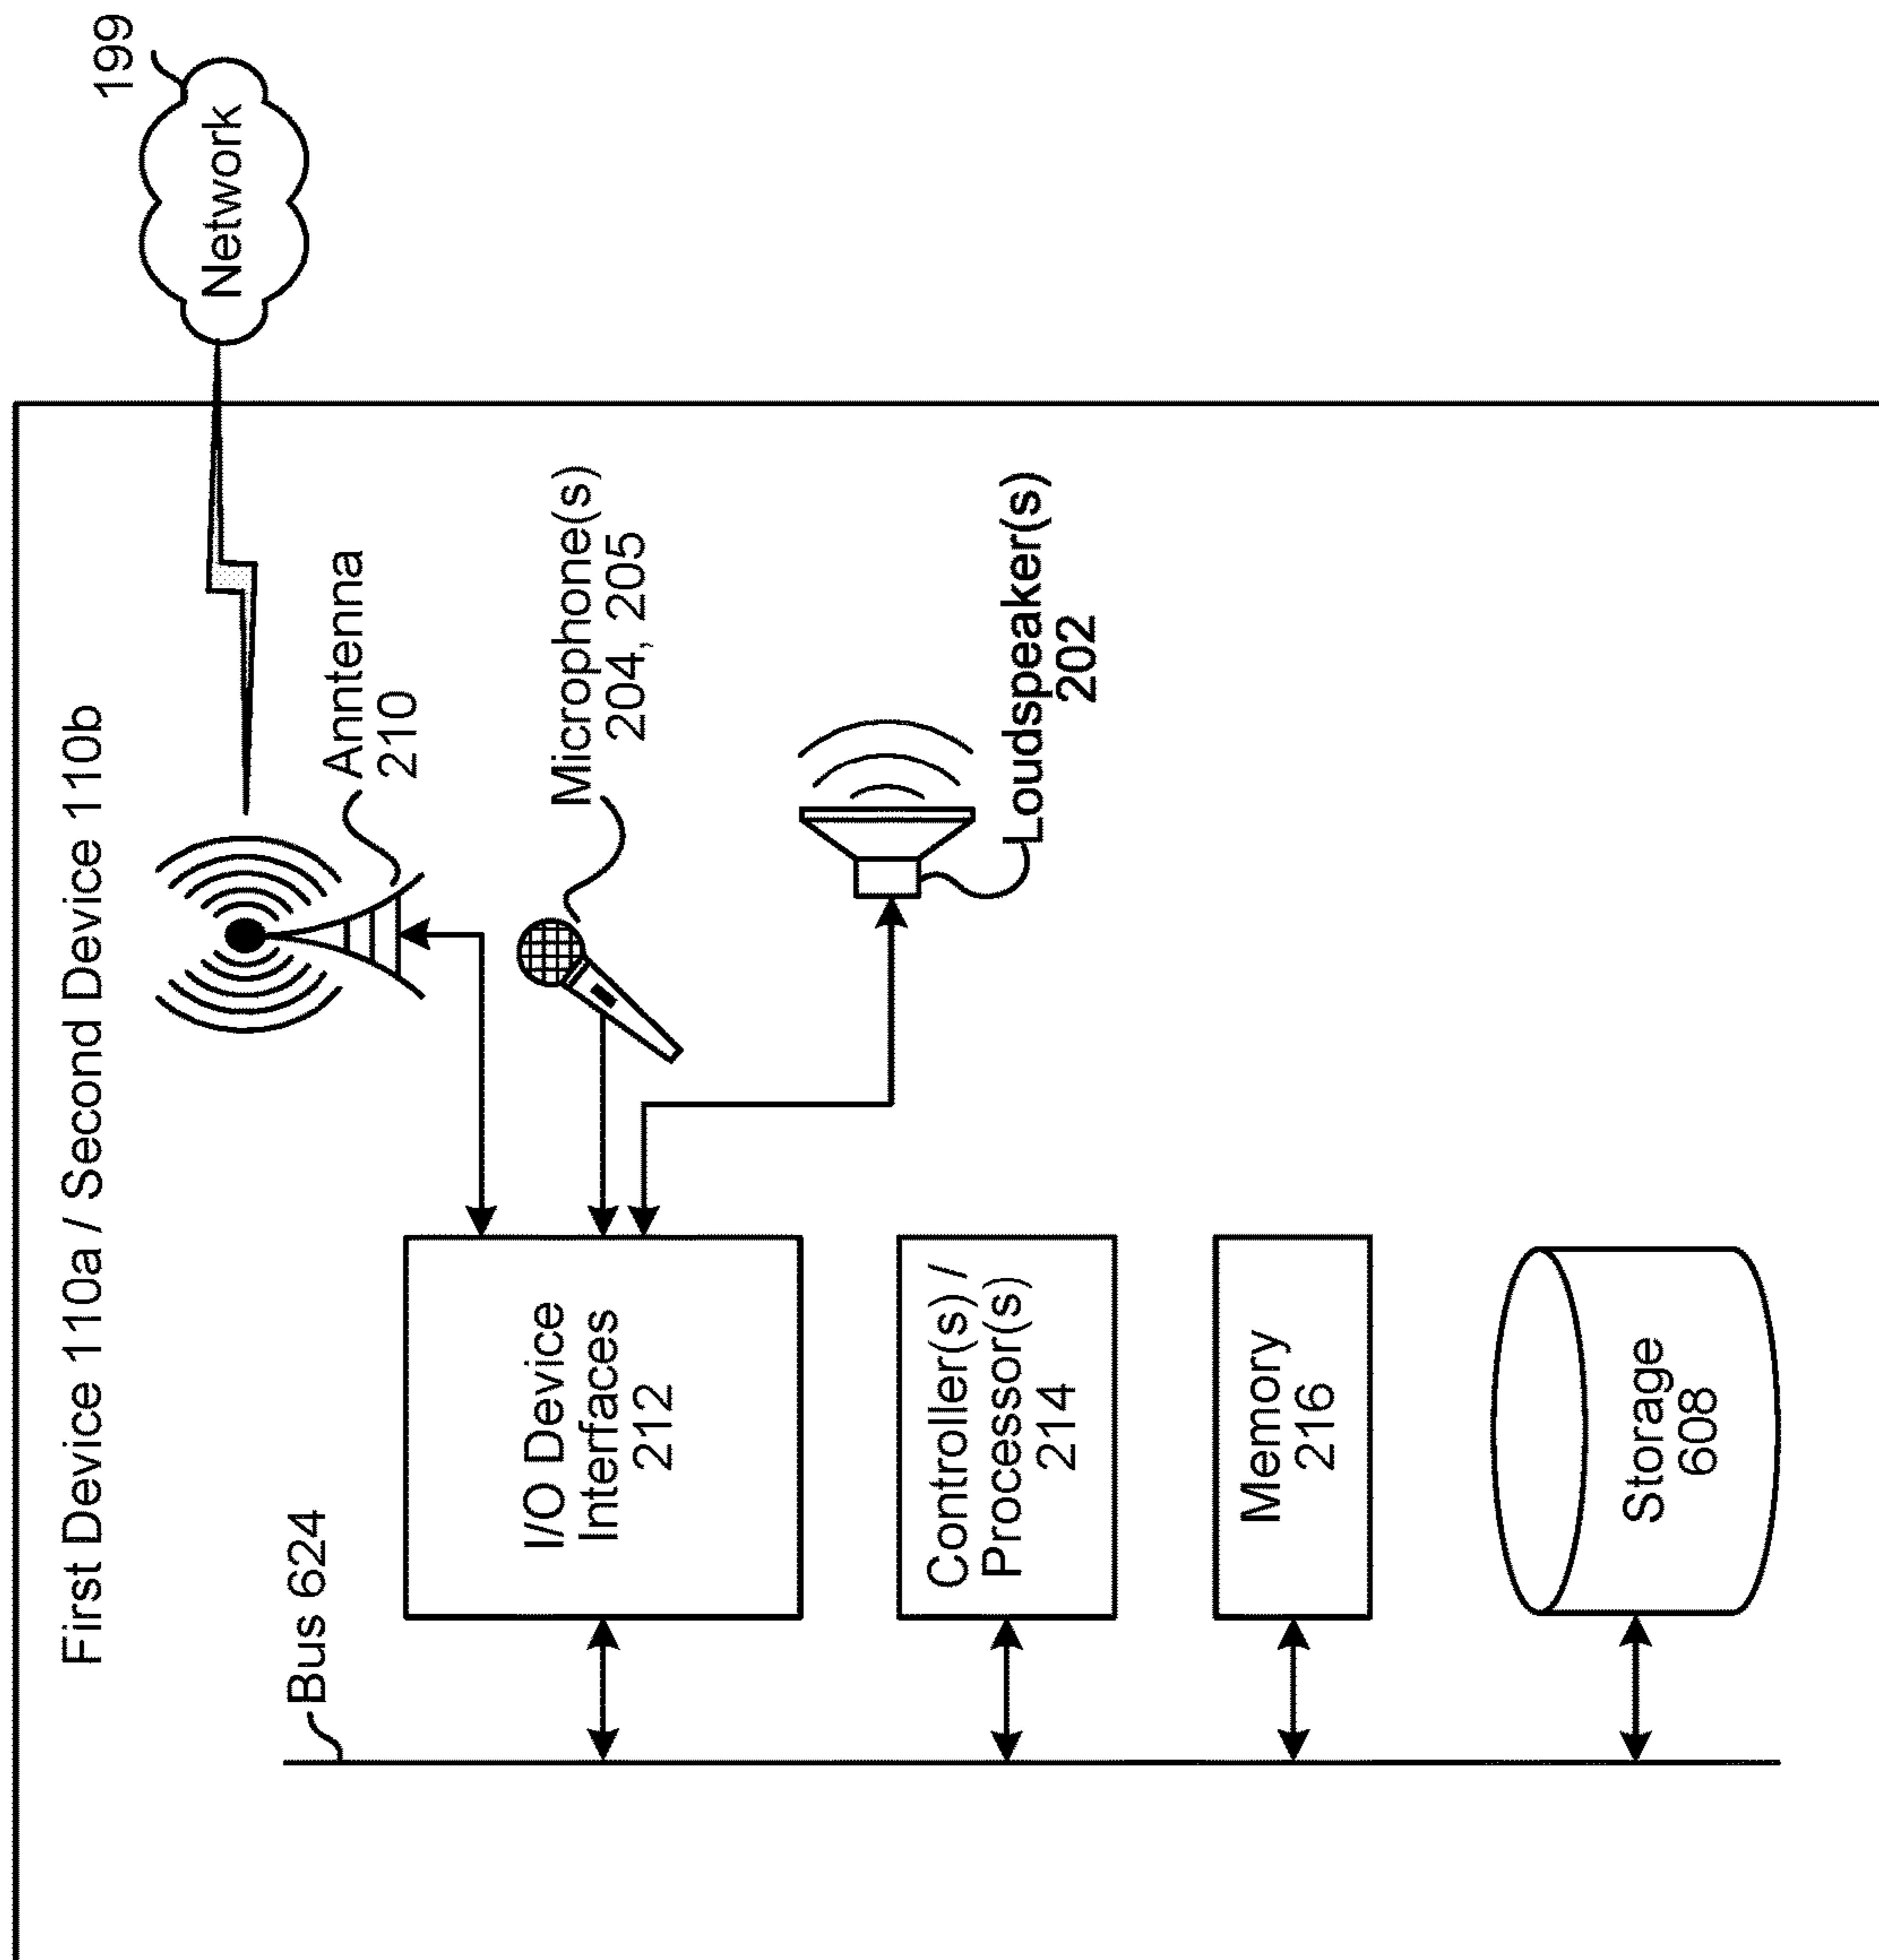 First Device 110a / Second Device 110b
199
Network
Bus 624
Anntenna
210
I/O Device
Interfaces
212
Microphone(s)
204, 205
Controller(s) /
Processor(s)
214
Loudspeaker(s)
202
Memory
216
Storage
608